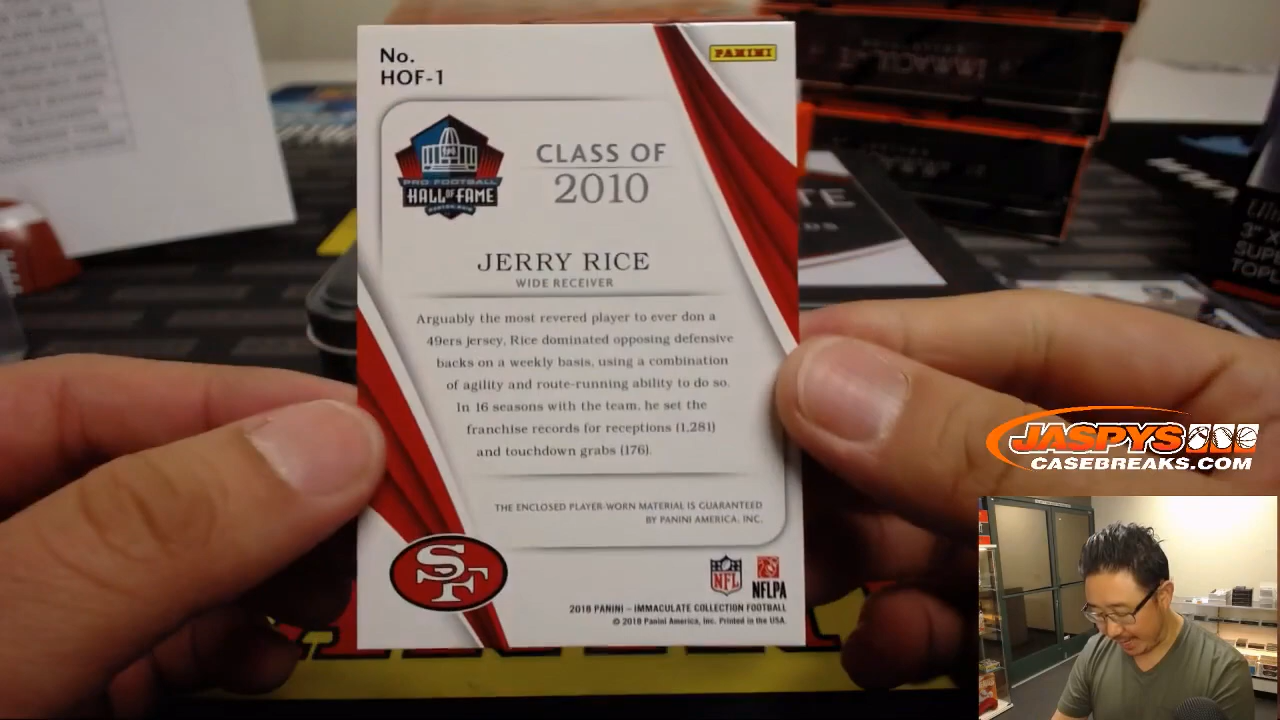 No.
HOF-1
PANINI
PRO FOOTBALL
HALL OF FAME
CLASS OF
2010
JERRY RICE
WIDE RECEIVER
Arguably the most revered player to ever don a
49ers jersey, Rice dominated opposing defensive
backs on a weekly basis, using a combination
of agility and route-running ability to do so.
In 16 seasons with the team, he set the
franchise records for receptions (1,281)
and touchdown grabs (176).
THE ENCLOSED PLAYER-WORN MATERIAL IS GUARANTEED
BY PANINI AMERICA, INC.
SF
NFL
NFLPA
2018 PANINI – IMMACULATE COLLECTION FOOTBALL
© 2018 Panini America, Inc. Printed in the USA.
JASPYS
CASEBREAKS.COM
3" X
SUPE
TOPL